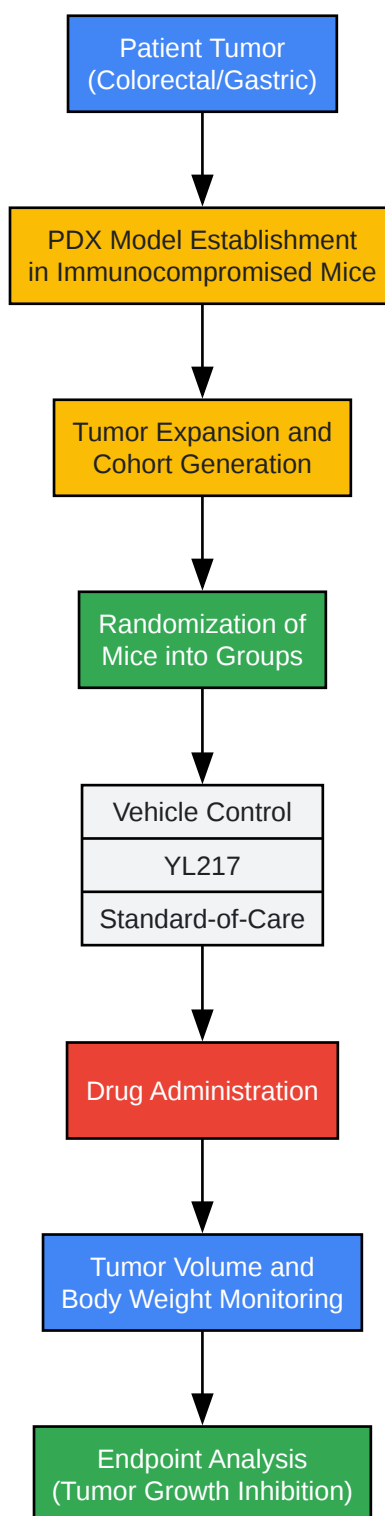 Patient Tumor
(Colorectal/Gastric)
PDX Model Establishment
in Immunocompromised Mice
Tumor Expansion and
Cohort Generation
Randomization of
Mice into Groups
Vehicle Control
YL217
Standard-of-Care
Drug Administration
Tumor Volume and
Body Weight Monitoring
Endpoint Analysis
(Tumor Growth Inhibition)